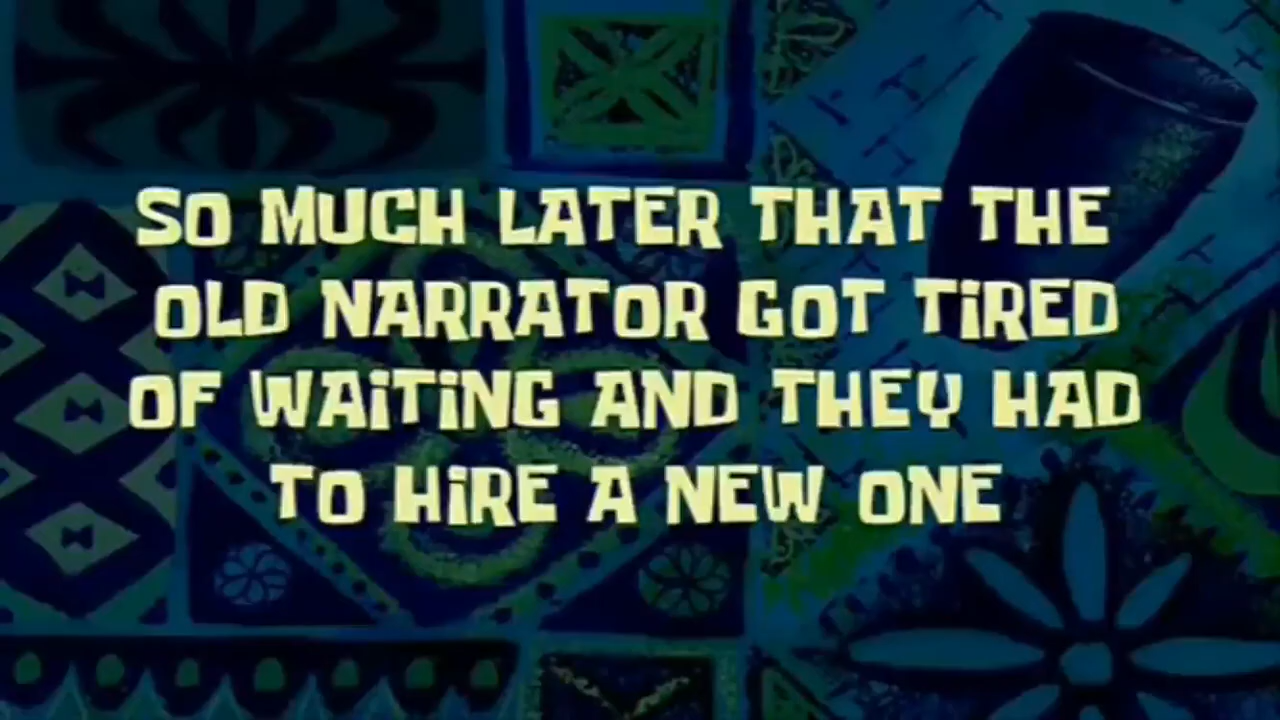 SO MUCH LATER THAT THE
OLD NARRATOR GOT TIRED
OF WAITING AND THEY HAD
TO HIRE A NEW ONE